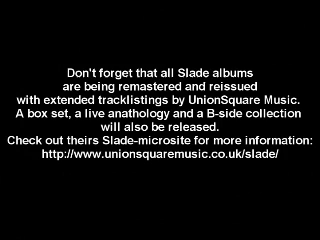 Don't forget that all Slade albums
are being remastered and reissued
with extended tracklistings by UnionSquare Music.
A box set, a live anathology and a B-side collection
will also be released.
Check out theirs Slade-microsite for more information:
http://www.unionsquaremusic.co.uk/slade/